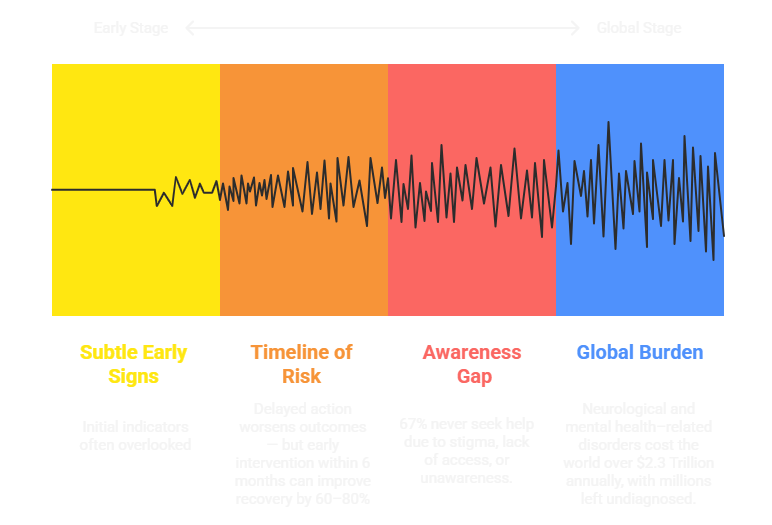 Early Stage
Global Stage
Subtle Early
Signs
Initial indicators
often overlooked
Timeline of
Risk
Delayed action
worsens outcomes
— but early
intervention within 6
months can improve
recovery by 60–80%
Awareness
Gap
67% never seek help
due to stigma, lack
of access, or
unawareness.
Global Burden
Neurological and
mental health–related
disorders cost the
world over $2.3 Trillion
annually, with millions
left undiagnosed.